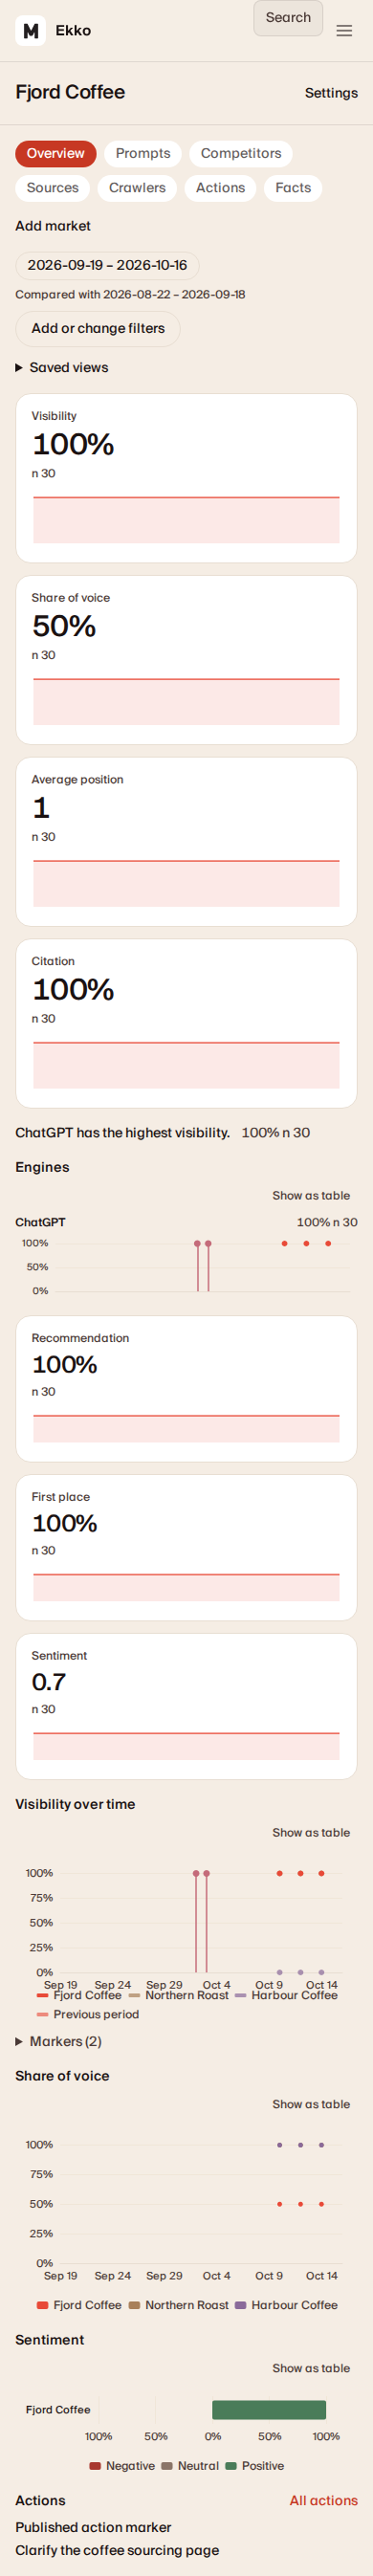 Search
Ekko
Fjord Coffee
Settings
Overview Prompts Competitors
Sources Crawlers Actions Facts
Add market
2026-09-19 – 2026-10-16
Compared with 2026-08-22 – 2026-09-18
Add or change filters
Saved views
Visibility
100%
n 30
Share of voice
50%
n 30
Average position
1
n 30
Citation
100%
n 30
ChatGPT has the highest visibility. 100% n 30
Engines
Show as table
ChatGPT 100% n 30
100%
50%
0%
Recommendation
100%
n 30
First place
100%
n 30
Sentiment
0.7
n 30
Visibility over time
Show as table
100%
75%
50%
25%
0%
Sep 19 Sep 24 Sep 29 Oct 4 Oct 9 Oct 14
Fjord Coffee Northern Roast Harbour Coffee
Previous period
Markers (2)
Share of voice
Show as table
100%
75%
50%
25%
0%
Sep 19 Sep 24 Sep 29 Oct 4 Oct 9 Oct 14
Fjord Coffee Northern Roast Harbour Coffee
Sentiment
Show as table
Fjord Coffee
100% 50% 0% 50% 100%
Negative Neutral Positive
Actions All actions
Published action marker
Clarify the coffee sourcing page